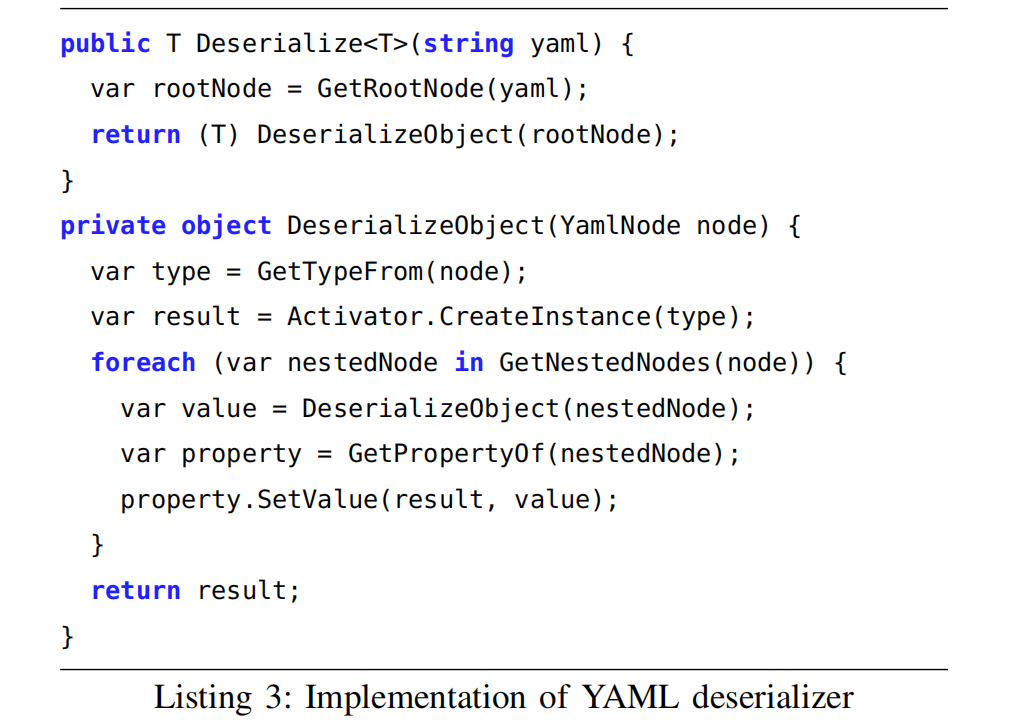 public T Deserialize<T>(string yaml) {
  var rootNode = GetRootNode(yaml);
  return (T) DeserializeObject(rootNode);
}
private object DeserializeObject(YamlNode node) {
  var type = GetTypeFrom(node);
  var result = Activator.CreateInstance(type);
  foreach (var nestedNode in GetNestedNodes(node)) {
    var value = DeserializeObject(nestedNode);
    var property = GetPropertyOf(nestedNode);
    property.SetValue(result, value);
  }
  return result;
}
Listing 3: Implementation of YAML deserializer